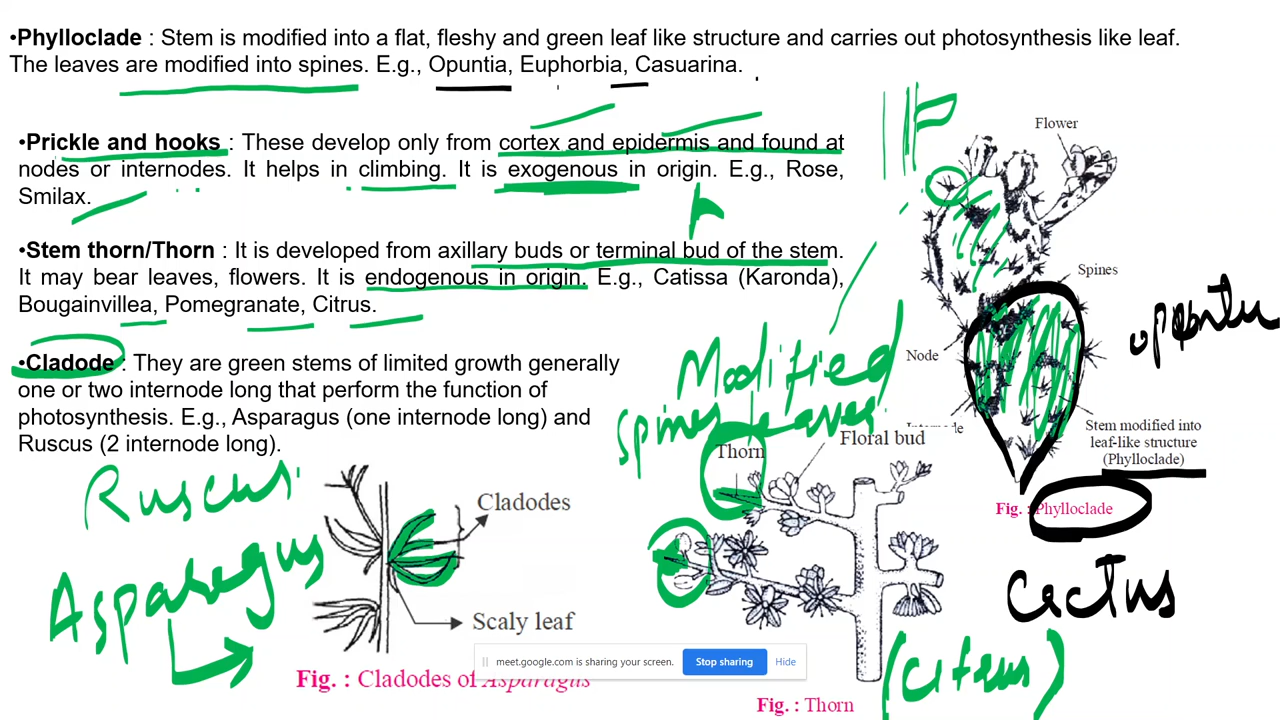 •Phylloclade : Stem is modified into a flat, fleshy and green leaf like structure and carries out photosynthesis like leaf.
The leaves are modified into spines. E.g., Opuntia, Euphorbia, Casuarina.
•Prickle and hooks : These develop only from cortex and epidermis and found at
nodes or internodes. It helps in climbing. It is exogenous in origin. E.g., Rose,
Smilax.
•Stem thorn/Thorn : It is developed from axillary buds or terminal bud of the stem.
It may bear leaves, flowers. It is endogenous in origin. E.g., Catissa (Karonda),
Bougainvillea, Pomegranate, Citrus.
•Cladode : They are green stems of limited growth generally
one or two internode long that perform the function of
photosynthesis. E.g., Asparagus (one internode long) and
Ruscus (2 internode long).
Flower
Spines
Node
Internode
Stem modified into
leaf-like structure
(Phylloclade)
Fig. : Phylloclade
Cactus
Modified
spines leaves
Thorn
Floral bud
Fig. : Thorn
(citrus)
Ruscus
Asparagus
Cladodes
Scaly leaf
Fig. : Cladodes of Asparagus
meet.google.com is sharing your screen.
Stop sharing
Hide